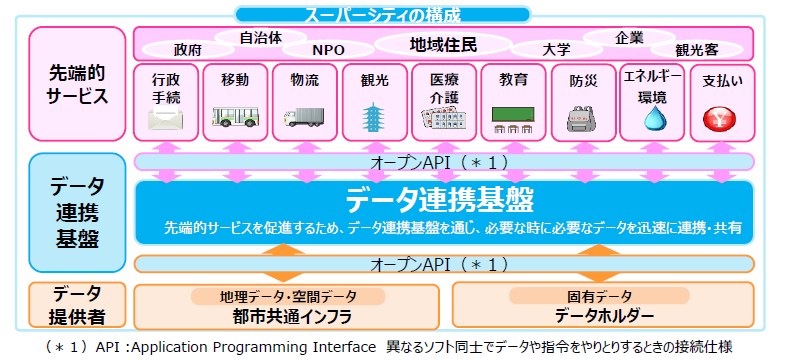 スーパーシティの構成
先端的
サービス
政府
自治体
NPO
地域住民
大学
企業
観光客
行政
手続
移動
物流
観光
医療
介護
教育
防災
エネルギー
環境
支払い
オープンAPI（＊１）
データ
連携
基盤
データ連携基盤
先端的サービスを促進するため、データ連携基盤を通じ、必要な時に必要なデータを迅速に連携・共有
オープンAPI（＊１）
データ
提供者
地理データ・空間データ
都市共通インフラ
固有データ
データホルダー
（＊１）API :Application Programming Interface 異なるソフト同士でデータや指令をやりとりするときの接続仕様